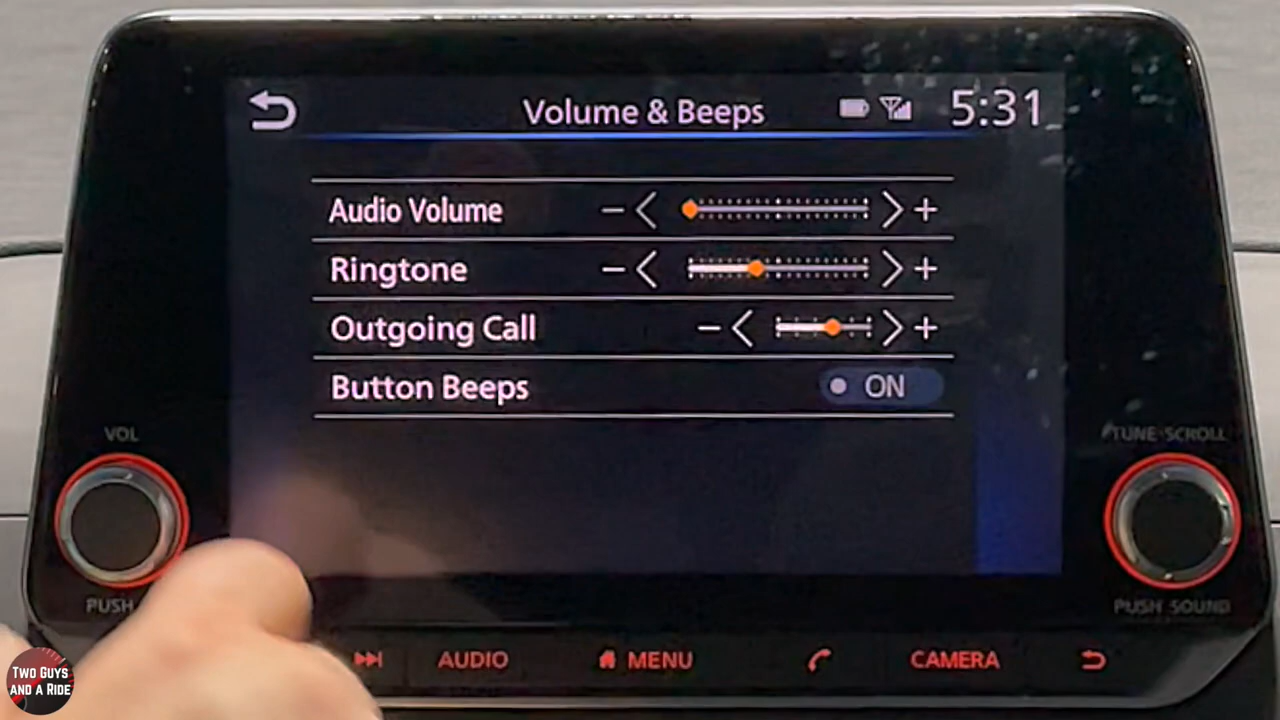 Volume & Beeps 5:31
Audio Volume − +
Ringtone − +
Outgoing Call − +
Button Beeps ON
VOL
TUNE·SCROLL
PUSH
PUSH SOUND
AUDIO MENU CAMERA
TWO GUYS
AND A RIDE